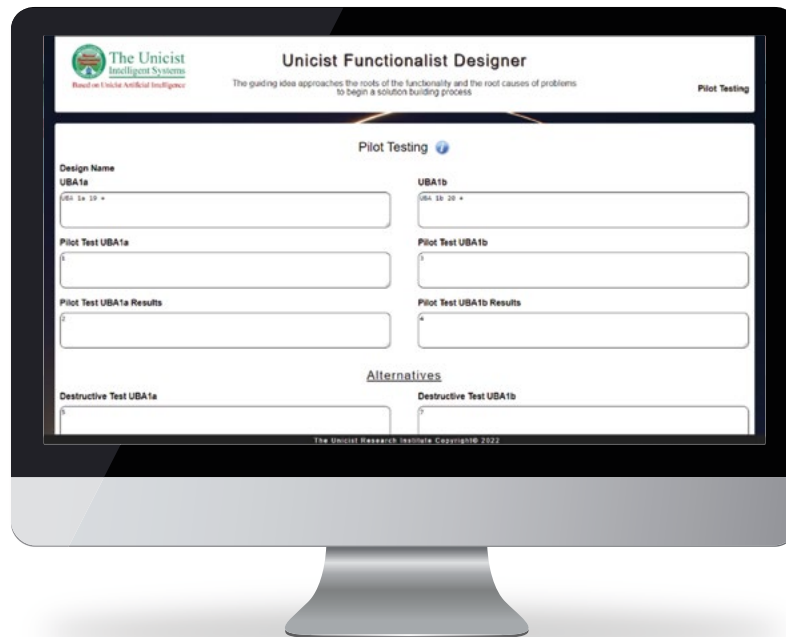 The Unicist
Intelligent Systems
Based on Unicist Artificial Intelligence
Unicist Functionalist Designer
The guiding idea approaches the roots of the functionality and the root causes of problems
to begin a solution building process
Pilot Testing
Pilot Testing
Design Name
UBA1a
UBA1b
UBA 1a 19 *
UBA 1b 20 *
Pilot Test UBA1a
Pilot Test UBA1b
Pilot Test UBA1a Results
Pilot Test UBA1b Results
2
4
Alternatives
Destructive Test UBA1a
Destructive Test UBA1b
5
7
The Unicist Research Institute Copyright© 2022